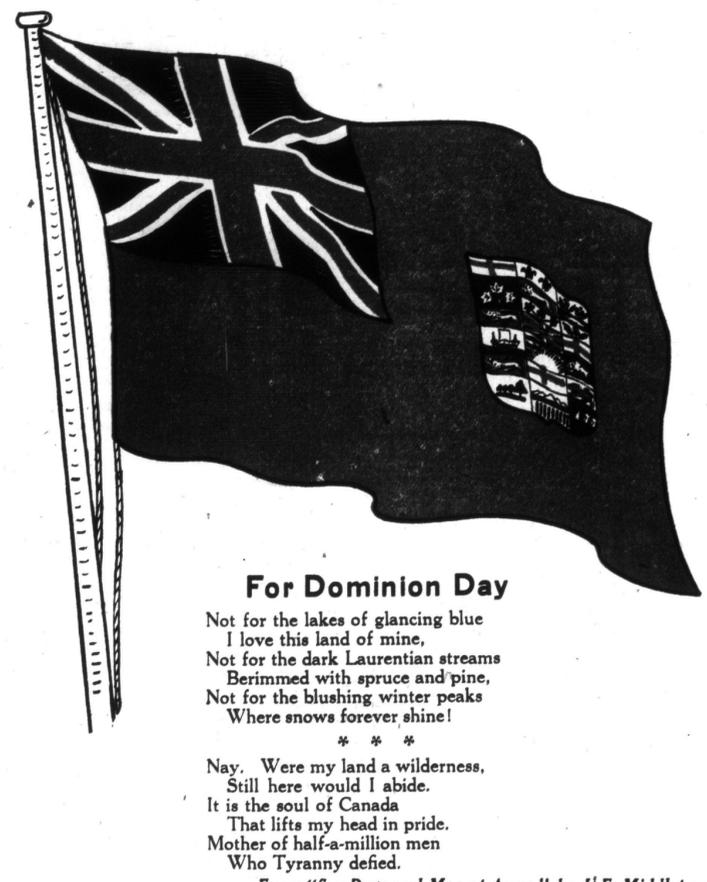 For Dominion Day
Not for the lakes of glancing blue
I love this land of mine,
Not for the dark Laurentian streams
Berimmed with spruce and pine,
Not for the blushing winter peaks
Where snows forever shine!
* * *
Nay. Were my land a wilderness,
Still here would I abide.
It is the soul of Canada
That lifts my head in pride.
Mother of half-a-million men
Who Tyranny defied.